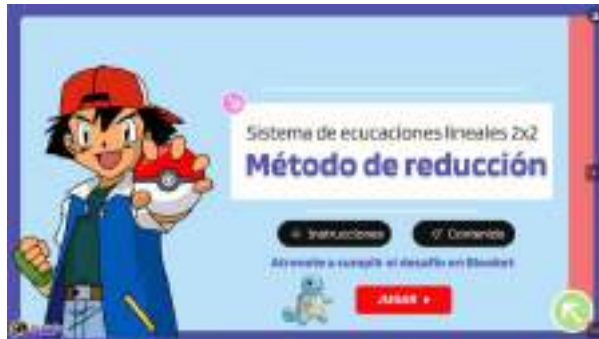 Sistema de ecucaciones lineales 2x2
Método de reducción
Instrucciones
Contenido
Atrevete a cumplir el desafío en Blooket
JUGAR